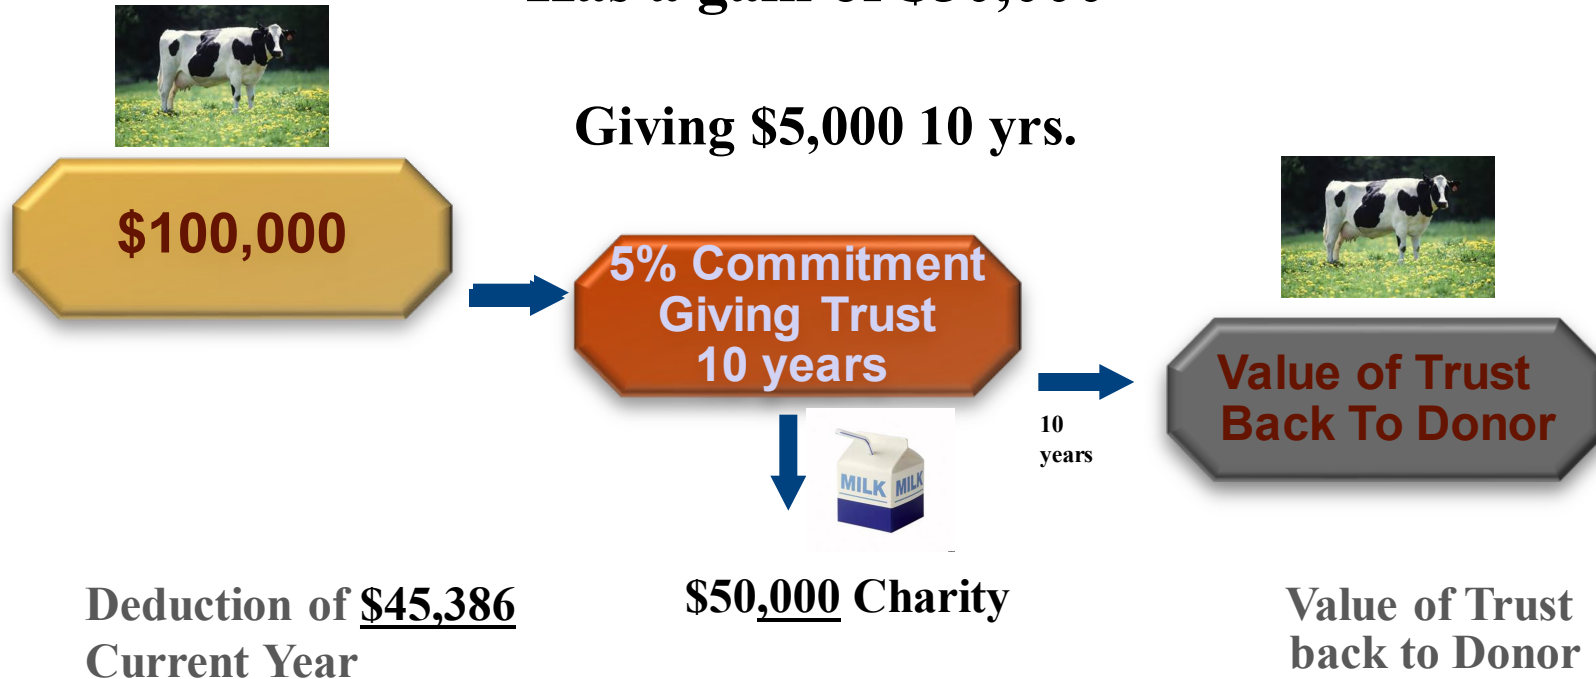 Giving $5,000 10 yrs.
$100,000
5% Commitment
Giving Trust
10 years
Value of Trust
Back To Donor
10
years
MILK MILK
Deduction of $45,386
Current Year
$50,000 Charity
Value of Trust
back to Donor